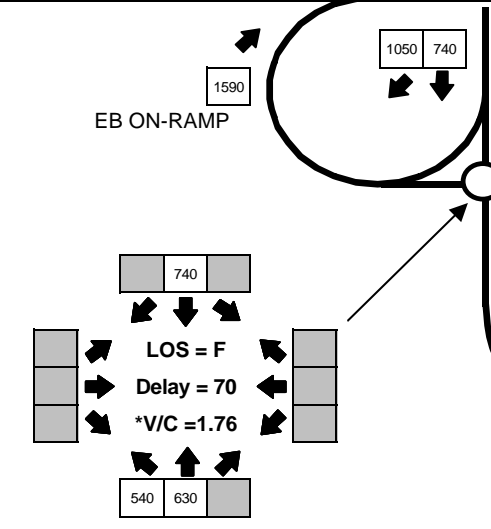 1050 740
1590
EB ON-RAMP
740
LOS = F
Delay = 70
*V/C =1.76
540 630